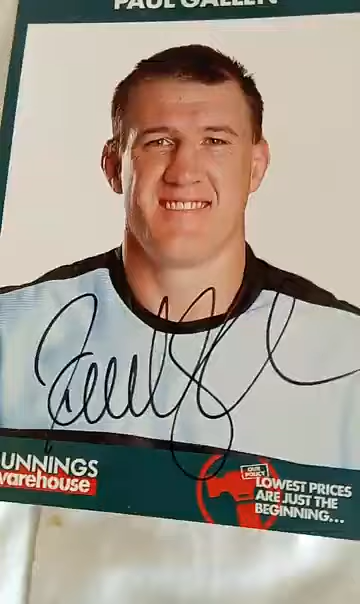 PAUL GALLEN
UNNINGS
warehouse
OUR
POLICY
LOWEST PRICES
ARE JUST THE
BEGINNING...